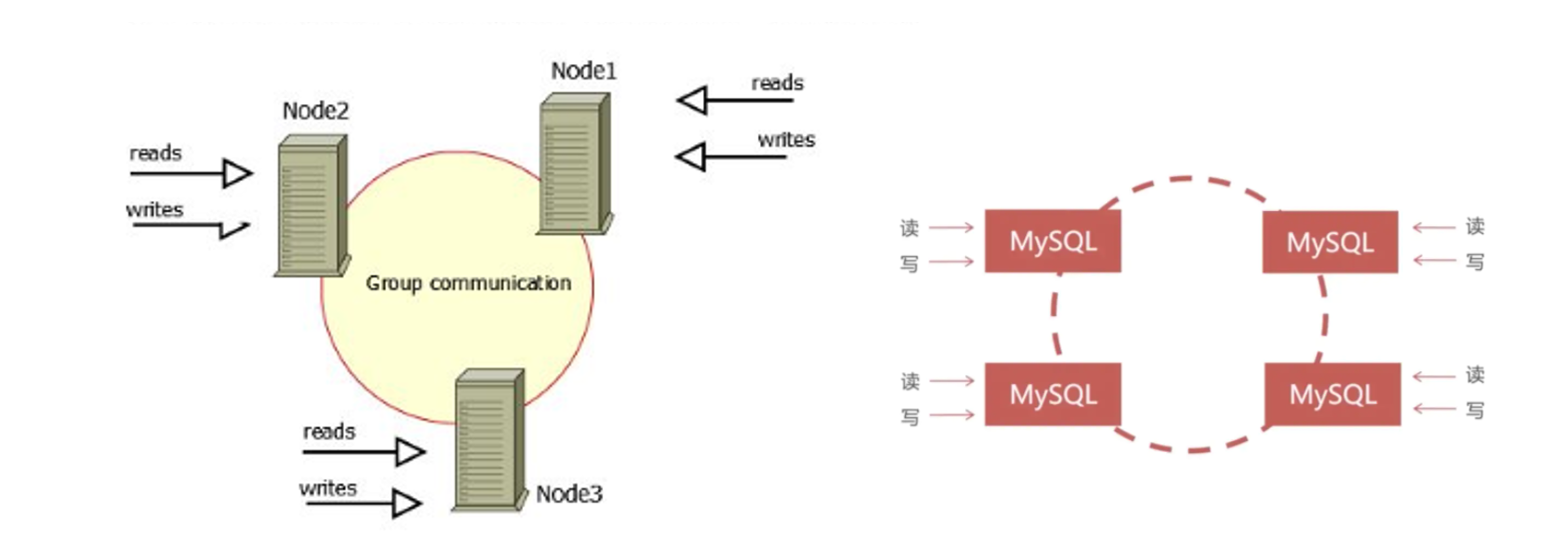 Node1
reads
writes
Node2
reads
writes
Group communication
reads
writes
Node3
读
写
MySQL
MySQL
读
写
读
写
MySQL
MySQL
读
写